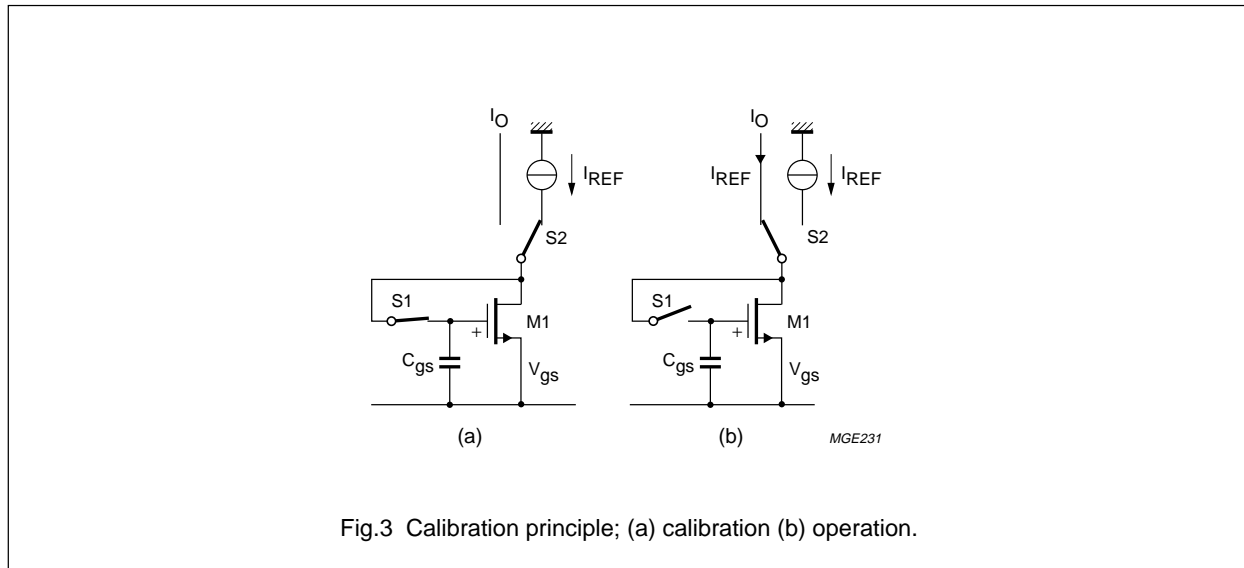 I_O
I_REF
S2
S1
+
M1
C_gs
V_gs
(a)
I_O
I_REF
I_REF
S2
S1
+
M1
C_gs
V_gs
(b)
MGE231
Fig.3 Calibration principle; (a) calibration (b) operation.